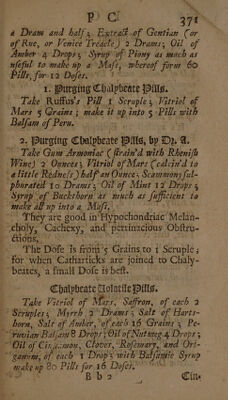 P C 371
a Dram and half; Extract of Gentian (or
of Rue, or Venice Treacle) 2 Drams; Oil of
Amber 4 Drops; Syrup of Piony as much as
useful to make up a Mass, whereof form 60
Pills, for 12 Doses.
1. Purging Chalybeate Pills.
Take Ruffus's Pill 1 Scruple; Vitriol of
Mars 5 Grains; make it up into 5 Pills with
Balsam of Peru.
2. Purging Chalybeate Pills, by Dr. A.
Take Gum Armoniac (strain'd with Rhenish
Wine) 2 Ounces; Vitriol of Mars (calcin'd to
a little Redness) half an Ounce; Scammony sul-
phurated 10 Drams; Oil of Mint 12 Drops;
Syrup of Buckthorn as much as sufficient to
make all up into a Mass.
They are good in Hypochondriac Melan-
choly, Cachexy, and pertinacious Obstru-
ctions.
The Dose is from 5 Grains to 1 Scruple;
for when Catharticks are joined to Chaly-
beates, a small Dose is best.
Chalybeate Volatile Pills.
Take Vitriol of Mars, Saffron, of each 2
Scruples; Myrrh 2 Drams; Salt of Harts-
horn, Salt of Amber, of each 16 Grains; Pe-
ruvian Balsam 8 Drops; Oil of Nutmeg 4 Drops;
Oil of Cinnamon, Cloves, Rosemary, and Ori-
ganum, of each 1 Drop; with Balsamic Syrup
make up 80 Pills for 16 Doses.
B b 2 Cin-